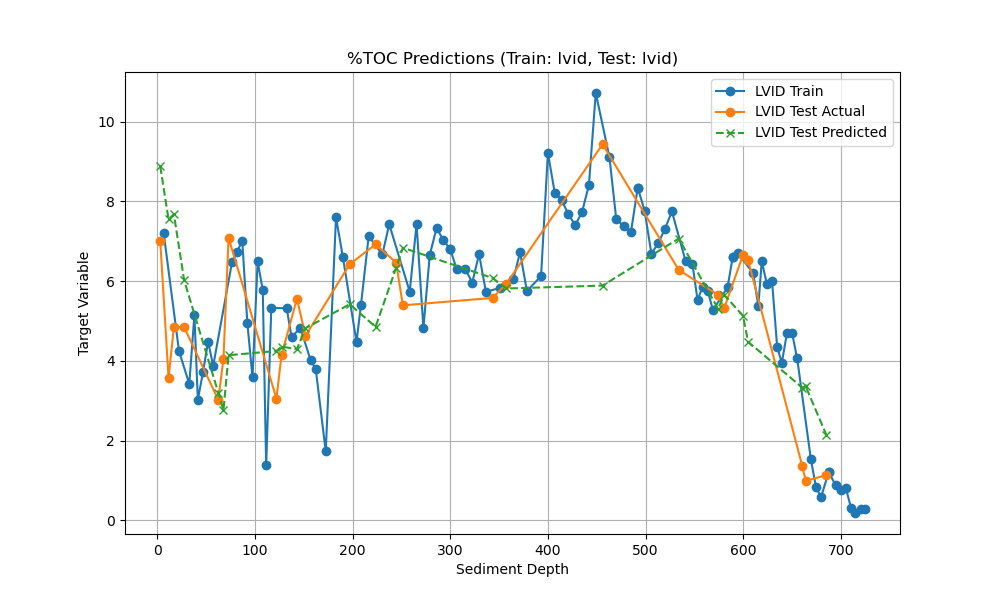 %TOC Predictions (Train: lvid, Test: lvid)
LVID Train
LVID Test Actual
LVID Test Predicted
Target Variable
10
8
6
4
2
0
0 100 200 300 400 500 600 700
Sediment Depth